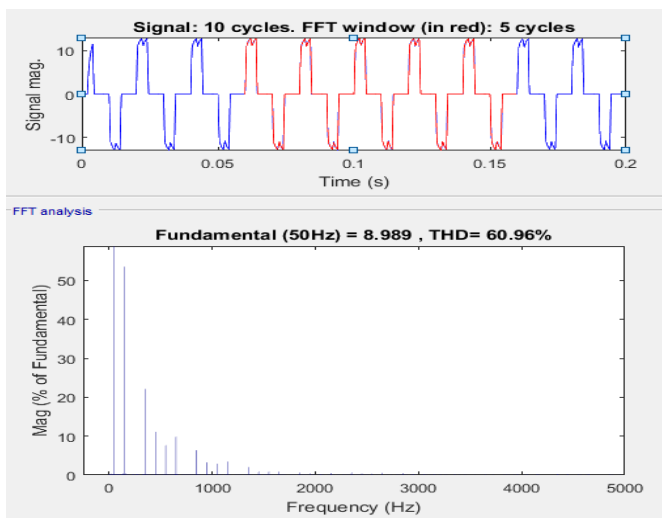 Signal: 10 cycles. FFT window (in red): 5 cycles
Signal mag.
10
0
-10
0
0.05
0.1
0.15
0.2
Time (s)
FFT analysis
Fundamental (50Hz) = 8.989 , THD= 60.96%
Mag (% of Fundamental)
50
40
30
20
10
0
0
1000
2000
3000
4000
5000
Frequency (Hz)